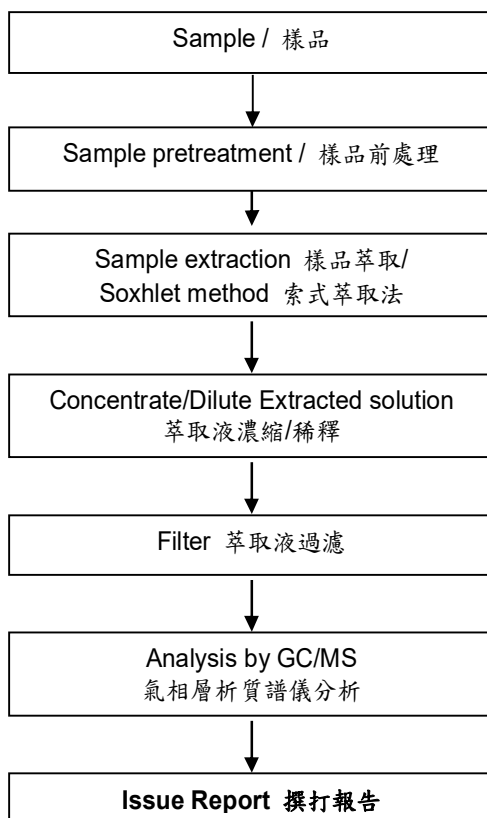 Sample / 樣品
Sample pretreatment / 樣品前處理
Sample extraction 樣品萃取/
Soxhlet method 索式萃取法
Concentrate/Dilute Extracted solution
萃取液濃縮/稀釋
Filter 萃取液過濾
Analysis by GC/MS
氣相層析質譜儀分析
Issue Report 撰打報告